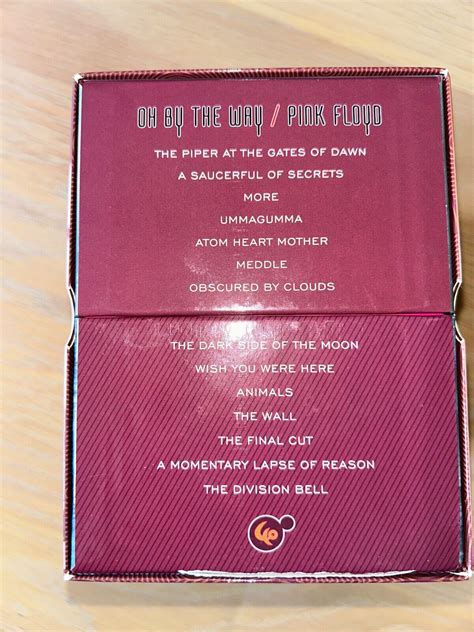 OH BY THE WAY / PINK FLOYD
THE PIPER AT THE GATES OF DAWN
A SAUCERFUL OF SECRETS
MORE
UMMAGUMMA
ATOM HEART MOTHER
MEDDLE
OBSCURED BY CLOUDS
THE DARK SIDE OF THE MOON
WISH YOU WERE HERE
ANIMALS
THE WALL
THE FINAL CUT
A MOMENTARY LAPSE OF REASON
THE DIVISION BELL